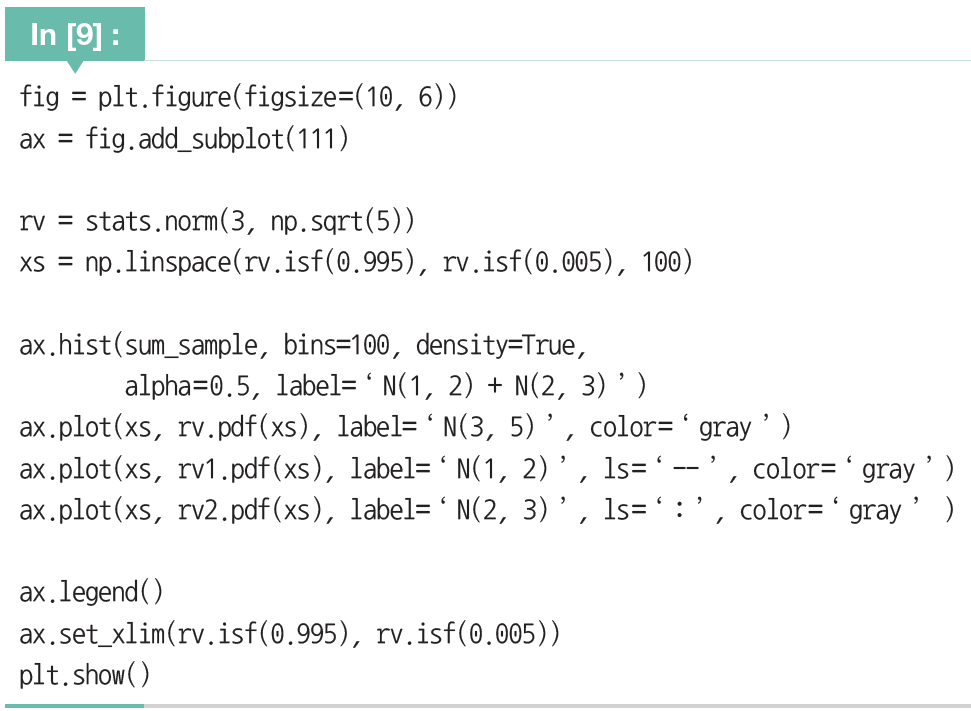 In [9] :
fig = plt.figure(figsize=(10, 6))
ax = fig.add_subplot(111)
rv = stats.norm(3, np.sqrt(5))
xs = np.linspace(rv.isf(0.995), rv.isf(0.005), 100)
ax.hist(sum_sample, bins=100, density=True,
alpha=0.5, label=‘N(1, 2) + N(2, 3)’)
ax.plot(xs, rv.pdf(xs), label=‘N(3, 5)’, color=‘gray’)
ax.plot(xs, rv1.pdf(xs), label=‘N(1, 2)’, ls=‘--’, color=‘gray’)
ax.plot(xs, rv2.pdf(xs), label=‘N(2, 3)’, ls=‘:’, color=‘gray’ )
ax.legend()
ax.set_xlim(rv.isf(0.995), rv.isf(0.005))
plt.show()